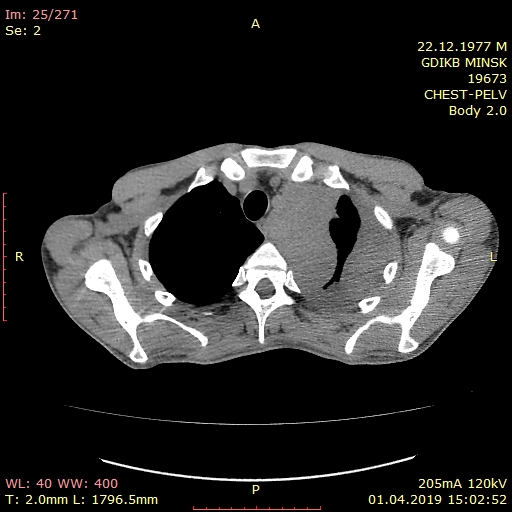 Im: 25/271
Se: 2
A
22.12.1977 M
GDIKB MINSK
19673
CHEST-PELV
Body 2.0
R
L
WL: 40 WW: 400
T: 2.0mm L: 1796.5mm
P
205mA 120kV
01.04.2019 15:02:52